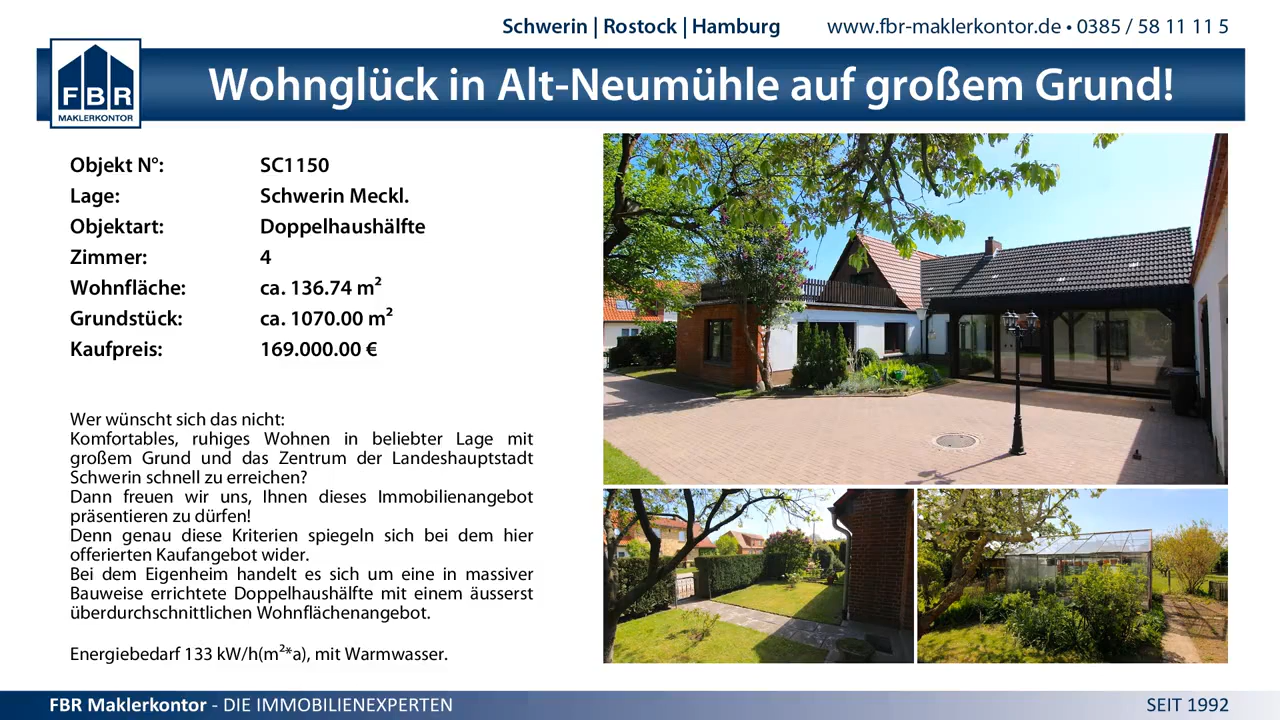 Schwerin | Rostock | Hamburg www.fbr-maklerkontor.de • 0385 / 58 11 11 5
FBR
MAKLERKONTOR
Wohnglück in Alt-Neumühle auf großem Grund!
Objekt N°: SC1150
Lage: Schwerin Meckl.
Objektart: Doppelhaushälfte
Zimmer: 4
Wohnfläche: ca. 136.74 m²
Grundstück: ca. 1070.00 m²
Kaufpreis: 169.000.00 €
Wer wünscht sich das nicht:
Komfortables, ruhiges Wohnen in beliebter Lage mit
großem Grund und das Zentrum der Landeshauptstadt
Schwerin schnell zu erreichen?
Dann freuen wir uns, Ihnen dieses Immobilienangebot
präsentieren zu dürfen!
Denn genau diese Kriterien spiegeln sich bei dem hier
offerierten Kaufangebot wider.
Bei dem Eigenheim handelt es sich um eine in massiver
Bauweise errichtete Doppelhaushälfte mit einem äusserst
überdurchschnittlichen Wohnflächenangebot.
Energiebedarf 133 kW/h(m²*a), mit Warmwasser.
FBR Maklerkontor - DIE IMMOBILIENEXPERTEN SEIT 1992